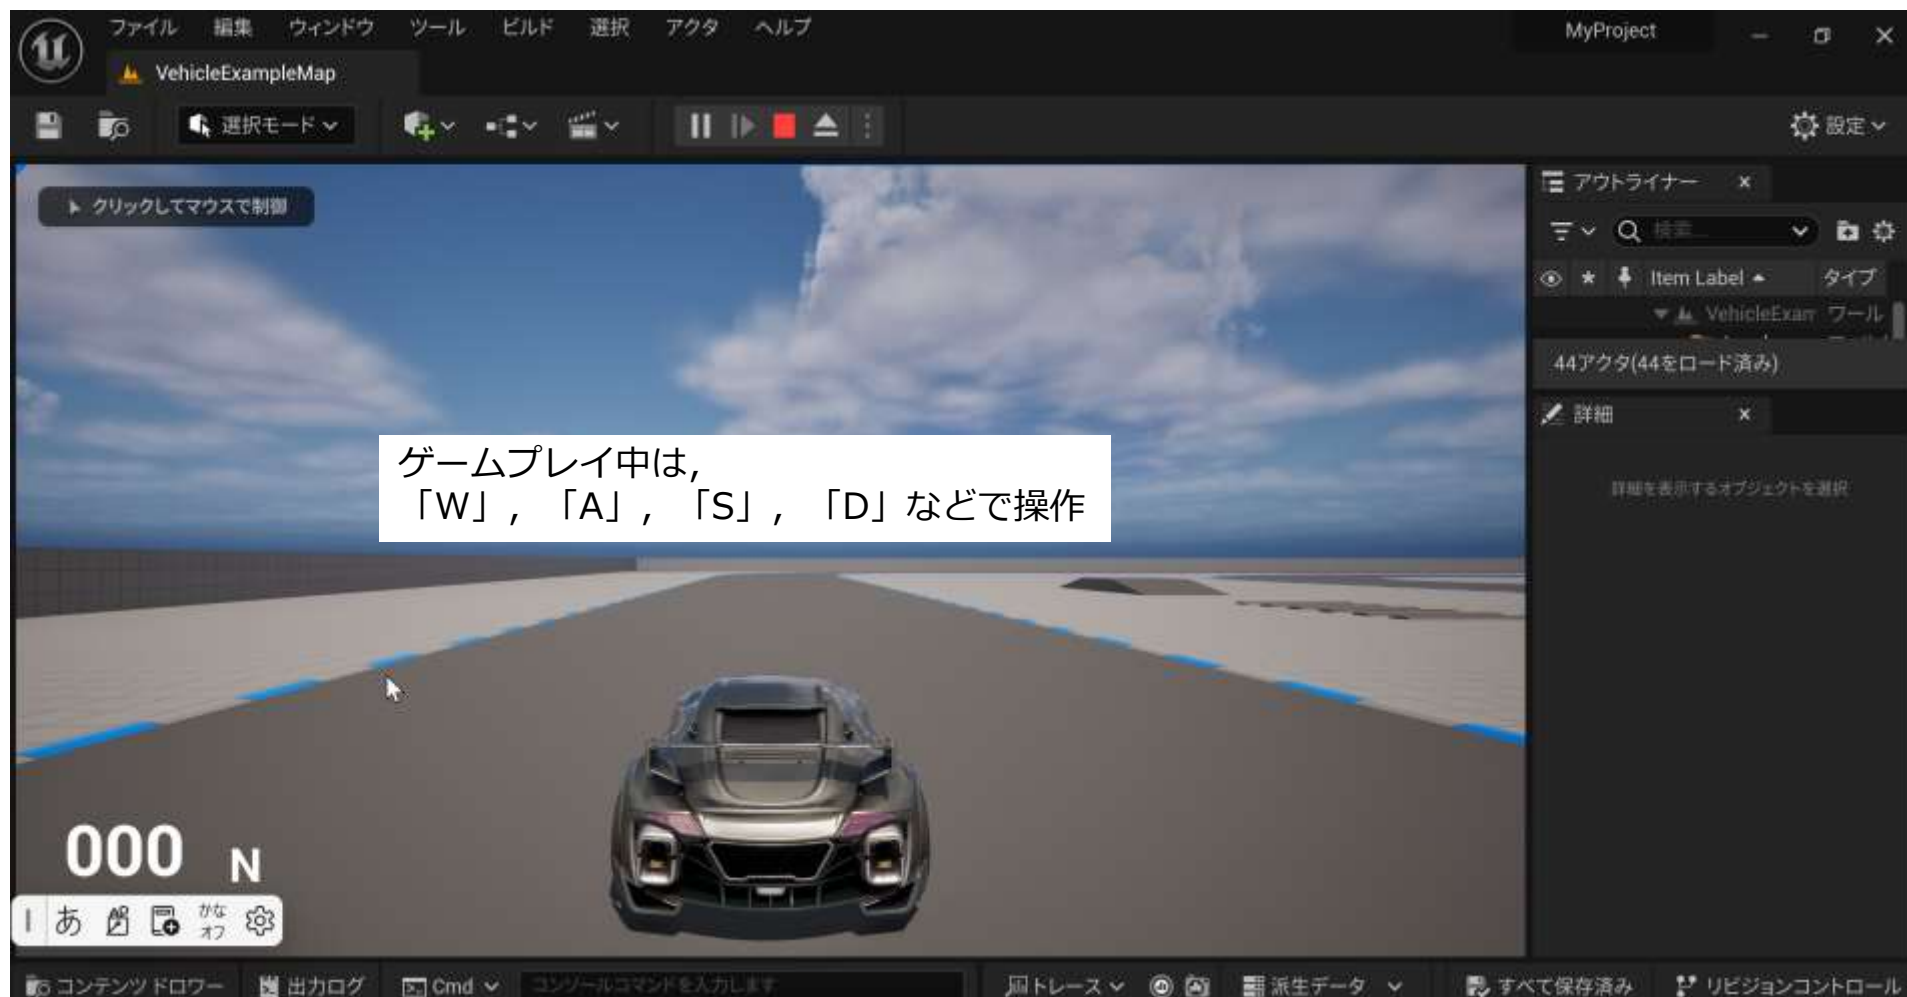 ファイル 編集 ウィンドウ ツール ビルド 選択 アクタ ヘルプ
MyProject
VehicleExampleMap
選択モード
設定
クリックしてマウスで制御
アウトライナー
検索...
Item Label タイプ
VehicleExam ワール
44アクタ(44をロード済み)
詳細
詳細を表示するオブジェクトを選択
ゲームプレイ中は,
「W」, 「A」, 「S」, 「D」などで操作
000 N
あ かな
オフ
コンテンツドロワー 出力ログ Cmd コンソールコマンドを入力します トレース 派生データ すべて保存済み リビジョンコントロール